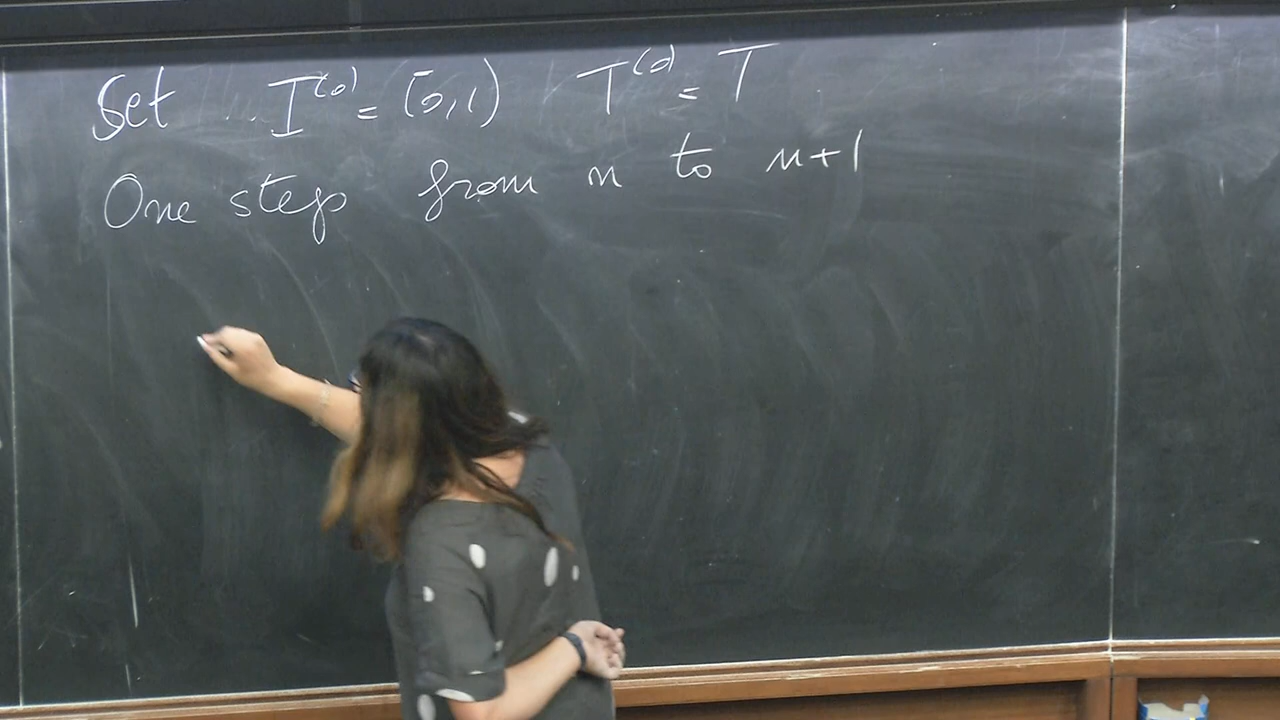 Set ... I^(0) = [0,1) T^(0) = T
One step from n to n+1